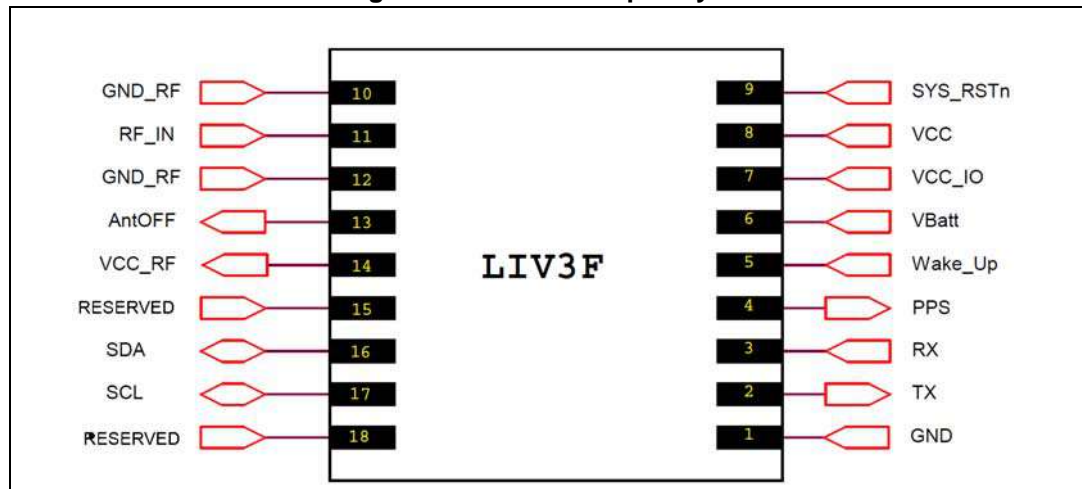 GND_RF 10 9 SYS_RSTn
RF_IN 11 8 VCC
GND_RF 12 7 VCC_IO
AntOFF 13 6 VBatt
VCC_RF 14 LIV3F 5 Wake_Up
RESERVED 15 4 PPS
SDA 16 3 RX
SCL 17 2 TX
RESERVED 18 1 GND